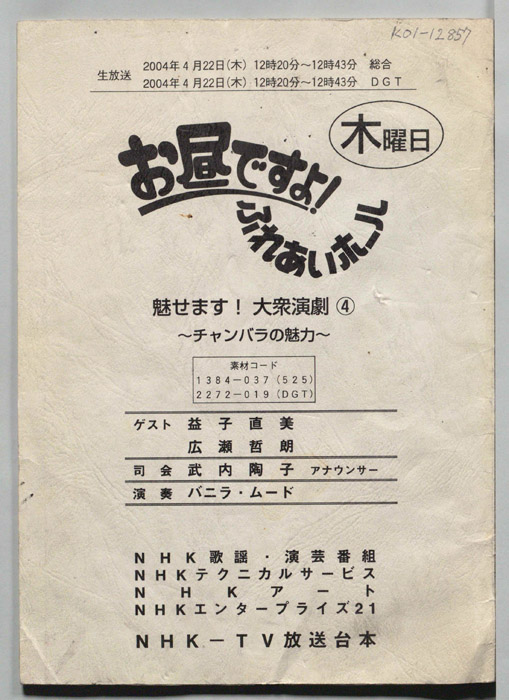 K01-12857
生放送 2004年4月22日(木) 12時20分～12時43分 総合
2004年4月22日(木) 12時20分～12時43分 DGT
木曜日
お昼ですよ!
ふれあいホール
魅せます! 大衆演劇 ④
～チャンバラの魅力～
素材コード
1384－037 (525)
2272－019 (DGT)
ゲスト 益子直美
広瀬哲朗
司会 武内陶子 アナウンサー
演奏 バニラ・ムード
NHK歌謡・演芸番組
NHKテクニカルサービス
NHKアート
NHKエンタープライズ21
NHK－TV放送台本